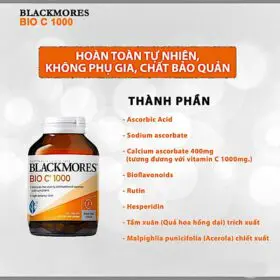 BLACKMORES
BIO C 1000
HOÀN TOÀN TỰ NHIÊN,
KHÔNG PHỤ GIA, CHẤT BẢO QUẢN
THÀNH PHẦN
Ascorbic Acid
Sodium ascorbate
Calcium ascorbate 400mg
(tương đương với vitamin C 1000mg.)
Bioflavonoids
Rutin
Hesperidin
Tầm xuân (Quả hoa hồng dại) trích xuất
Malpighia punicifolia (Acerola) chiết xuất
BLACKMORES
BIO C 1000